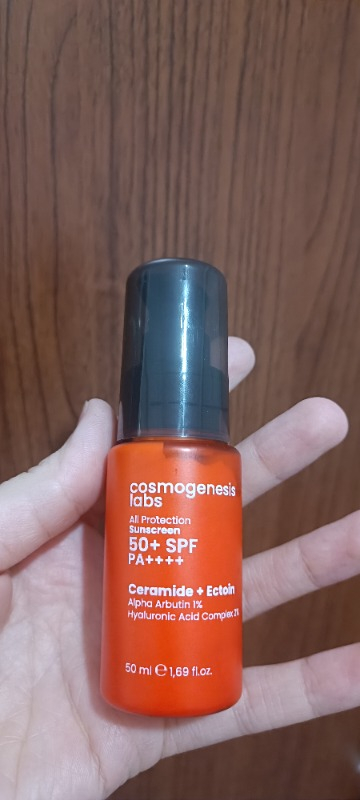 cosmogenesis
labs
All Protection
Sunscreen
50+ SPF
PA++++
Ceramide + Ectoin
Alpha Arbutin 1%
Hyaluronic Acid Complex 2%
50 ml ℮ 1,69 fl.oz.